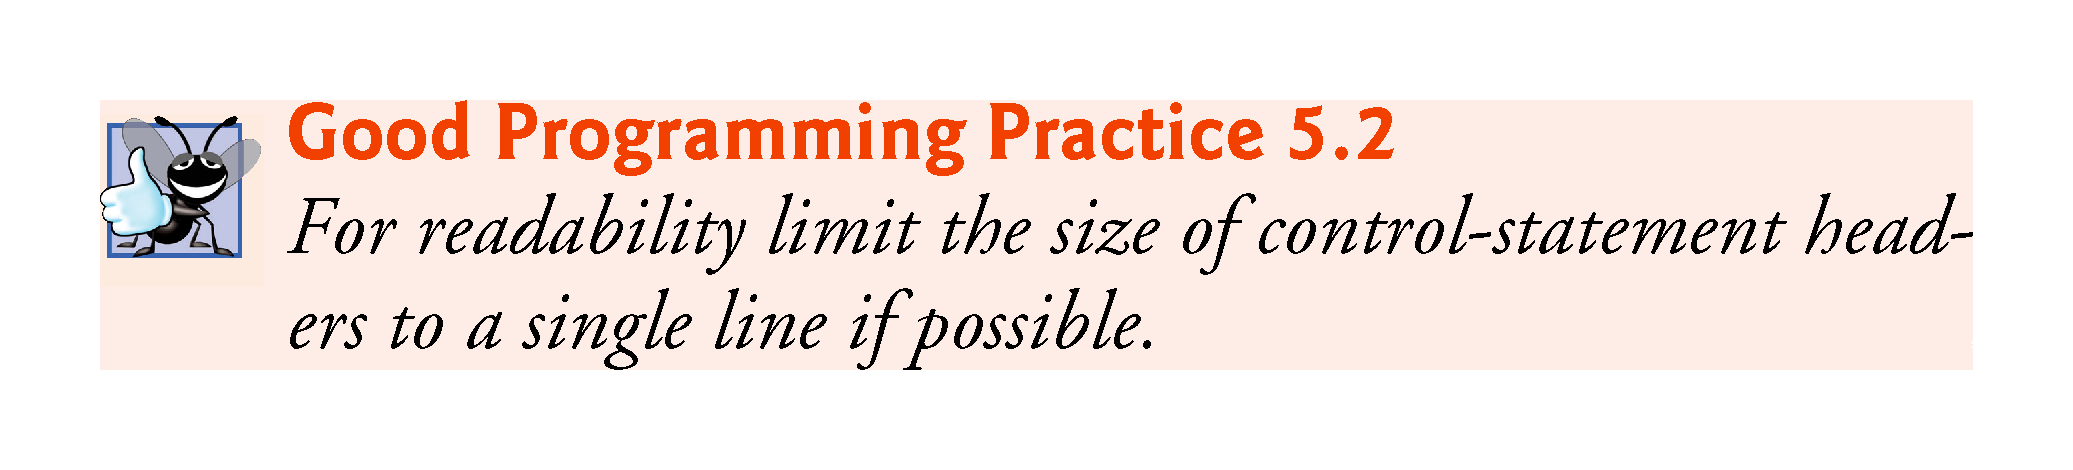 Good Programming Practice 5.2
For readability limit the size of control-statement head-
ers to a single line if possible.